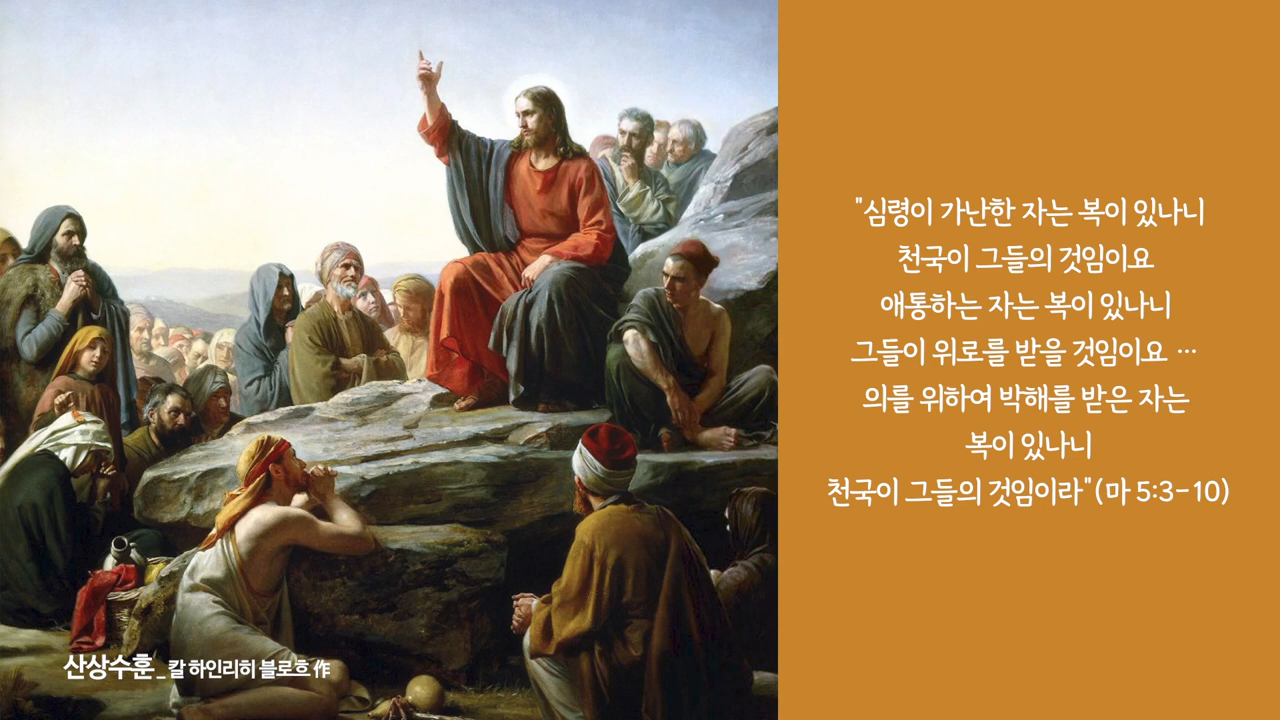 "심령이 가난한 자는 복이 있나니
천국이 그들의 것임이요
애통하는 자는 복이 있나니
그들이 위로를 받을 것임이요 …
의를 위하여 박해를 받은 자는
복이 있나니
천국이 그들의 것임이라"(마 5:3-10)
산상수훈_칼 하인리히 블로흐 作